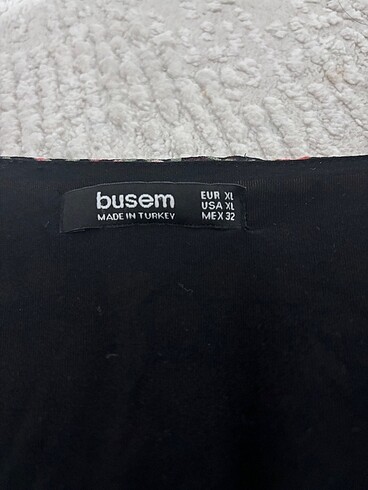 busem
MADE IN TURKEY
EUR XL
USA XL
MEX 32